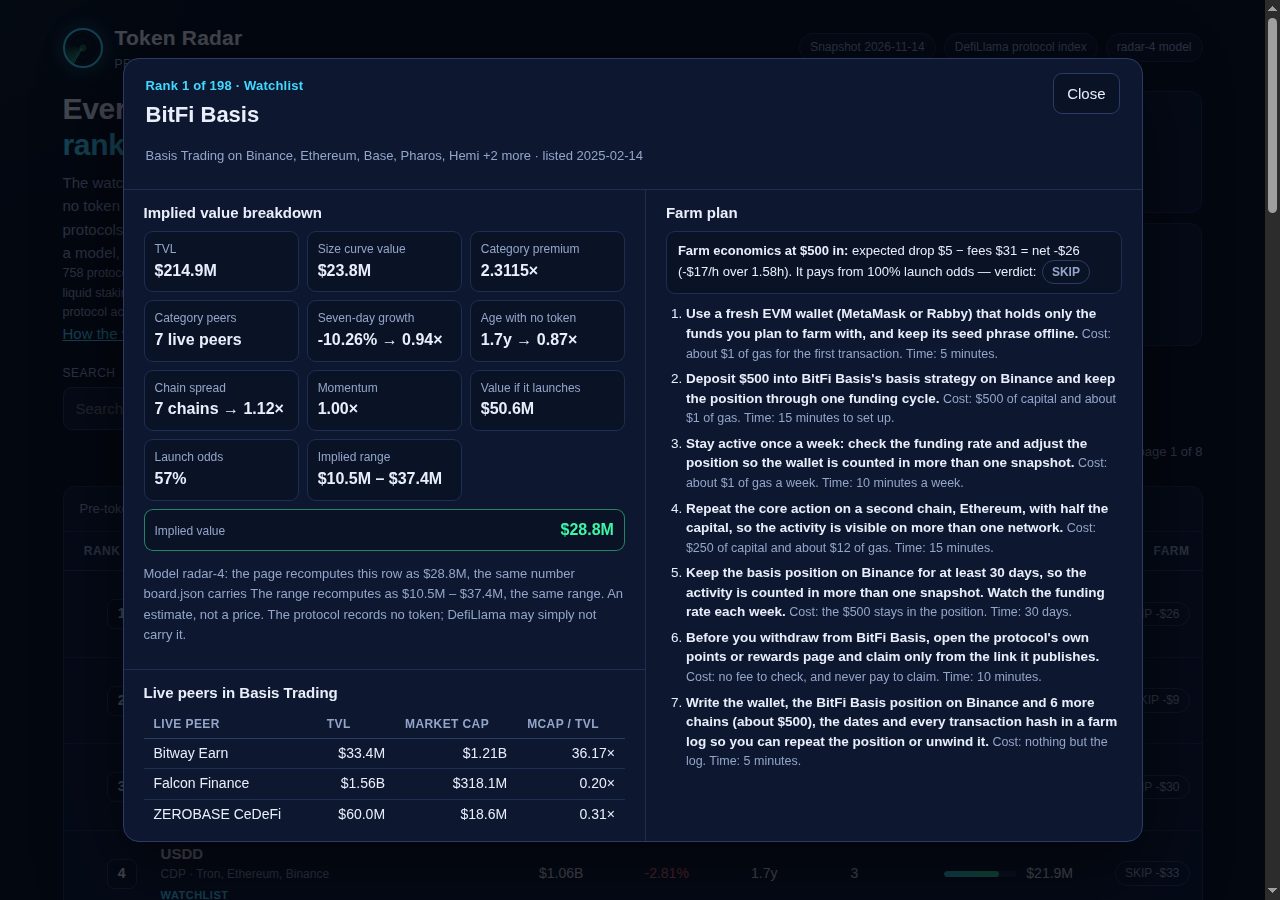 Token Radar
Snapshot 2026-11-14
DefiLlama protocol index
radar-4 model
Rank 1 of 198 · Watchlist
BitFi Basis
Close
Basis Trading on Binance, Ethereum, Base, Pharos, Hemi +2 more · listed 2025-02-14
Implied value breakdown
TVL
$214.9M
Size curve value
$23.8M
Category premium
2.3115×
Category peers
7 live peers
Seven-day growth
-10.26% → 0.94×
Age with no token
1.7y → 0.87×
Chain spread
7 chains → 1.12×
Momentum
1.00×
Value if it launches
$50.6M
Launch odds
57%
Implied range
$10.5M – $37.4M
Implied value
$28.8M
Model radar-4: the page recomputes this row as $28.8M, the same number
board.json carries The range recomputes as $10.5M – $37.4M, the same range. An
estimate, not a price. The protocol records no token; DefiLlama may simply not
carry it.
Live peers in Basis Trading
LIVE PEER TVL MARKET CAP MCAP / TVL
Bitway Earn $33.4M $1.21B 36.17×
Falcon Finance $1.56B $318.1M 0.20×
ZEROBASE CeDeFi $60.0M $18.6M 0.31×
Farm plan
Farm economics at $500 in: expected drop $5 − fees $31 = net -$26
(-$17/h over 1.58h). It pays from 100% launch odds — verdict: SKIP
1. Use a fresh EVM wallet (MetaMask or Rabby) that holds only the
funds you plan to farm with, and keep its seed phrase offline. Cost:
about $1 of gas for the first transaction. Time: 5 minutes.
2. Deposit $500 into BitFi Basis's basis strategy on Binance and keep
the position through one funding cycle. Cost: $500 of capital and about
$1 of gas. Time: 15 minutes to set up.
3. Stay active once a week: check the funding rate and adjust the
position so the wallet is counted in more than one snapshot. Cost:
about $1 of gas a week. Time: 10 minutes a week.
4. Repeat the core action on a second chain, Ethereum, with half the
capital, so the activity is visible on more than one network. Cost:
$250 of capital and about $12 of gas. Time: 15 minutes.
5. Keep the basis position on Binance for at least 30 days, so the
activity is counted in more than one snapshot. Watch the funding
rate each week. Cost: the $500 stays in the position. Time: 30 days.
6. Before you withdraw from BitFi Basis, open the protocol's own
points or rewards page and claim only from the link it publishes.
Cost: no fee to check, and never pay to claim. Time: 10 minutes.
7. Write the wallet, the BitFi Basis position on Binance and 6 more
chains (about $500), the dates and every transaction hash in a farm
log so you can repeat the position or unwind it. Cost: nothing but the
log. Time: 5 minutes.
The
no token
protocols
a model,
How the
SEARCH
Search
page 1 of 8
RANK
FARM
1
2
3
4
USDD
CDP · Tron, Ethereum, Binance
WATCHLIST
$1.06B
-2.81%
1.7y
3
$21.9M
SKIP -$33